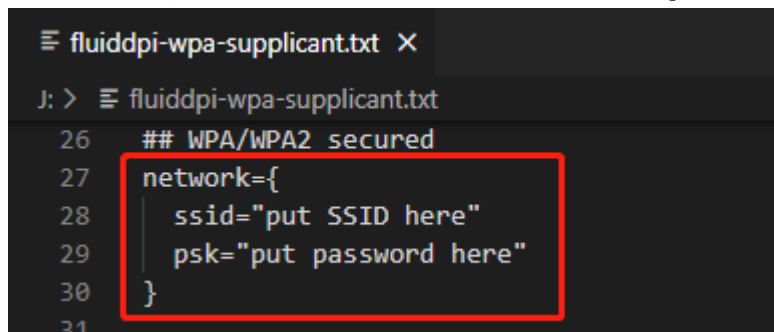 fluiddpi-wpa-supplicant.txt ×
J: > fluiddpi-wpa-supplicant.txt
26 ## WPA/WPA2 secured
27 network={
28 ssid="put SSID here"
29 psk="put password here"
30 }
31